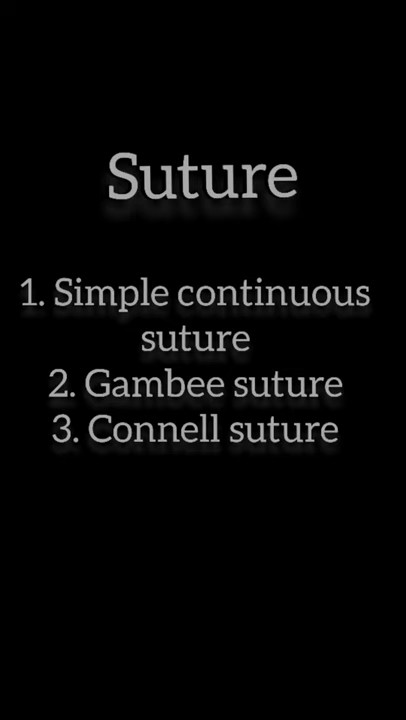 Suture
1. Simple continuous
suture
2. Gambee suture
3. Connell suture